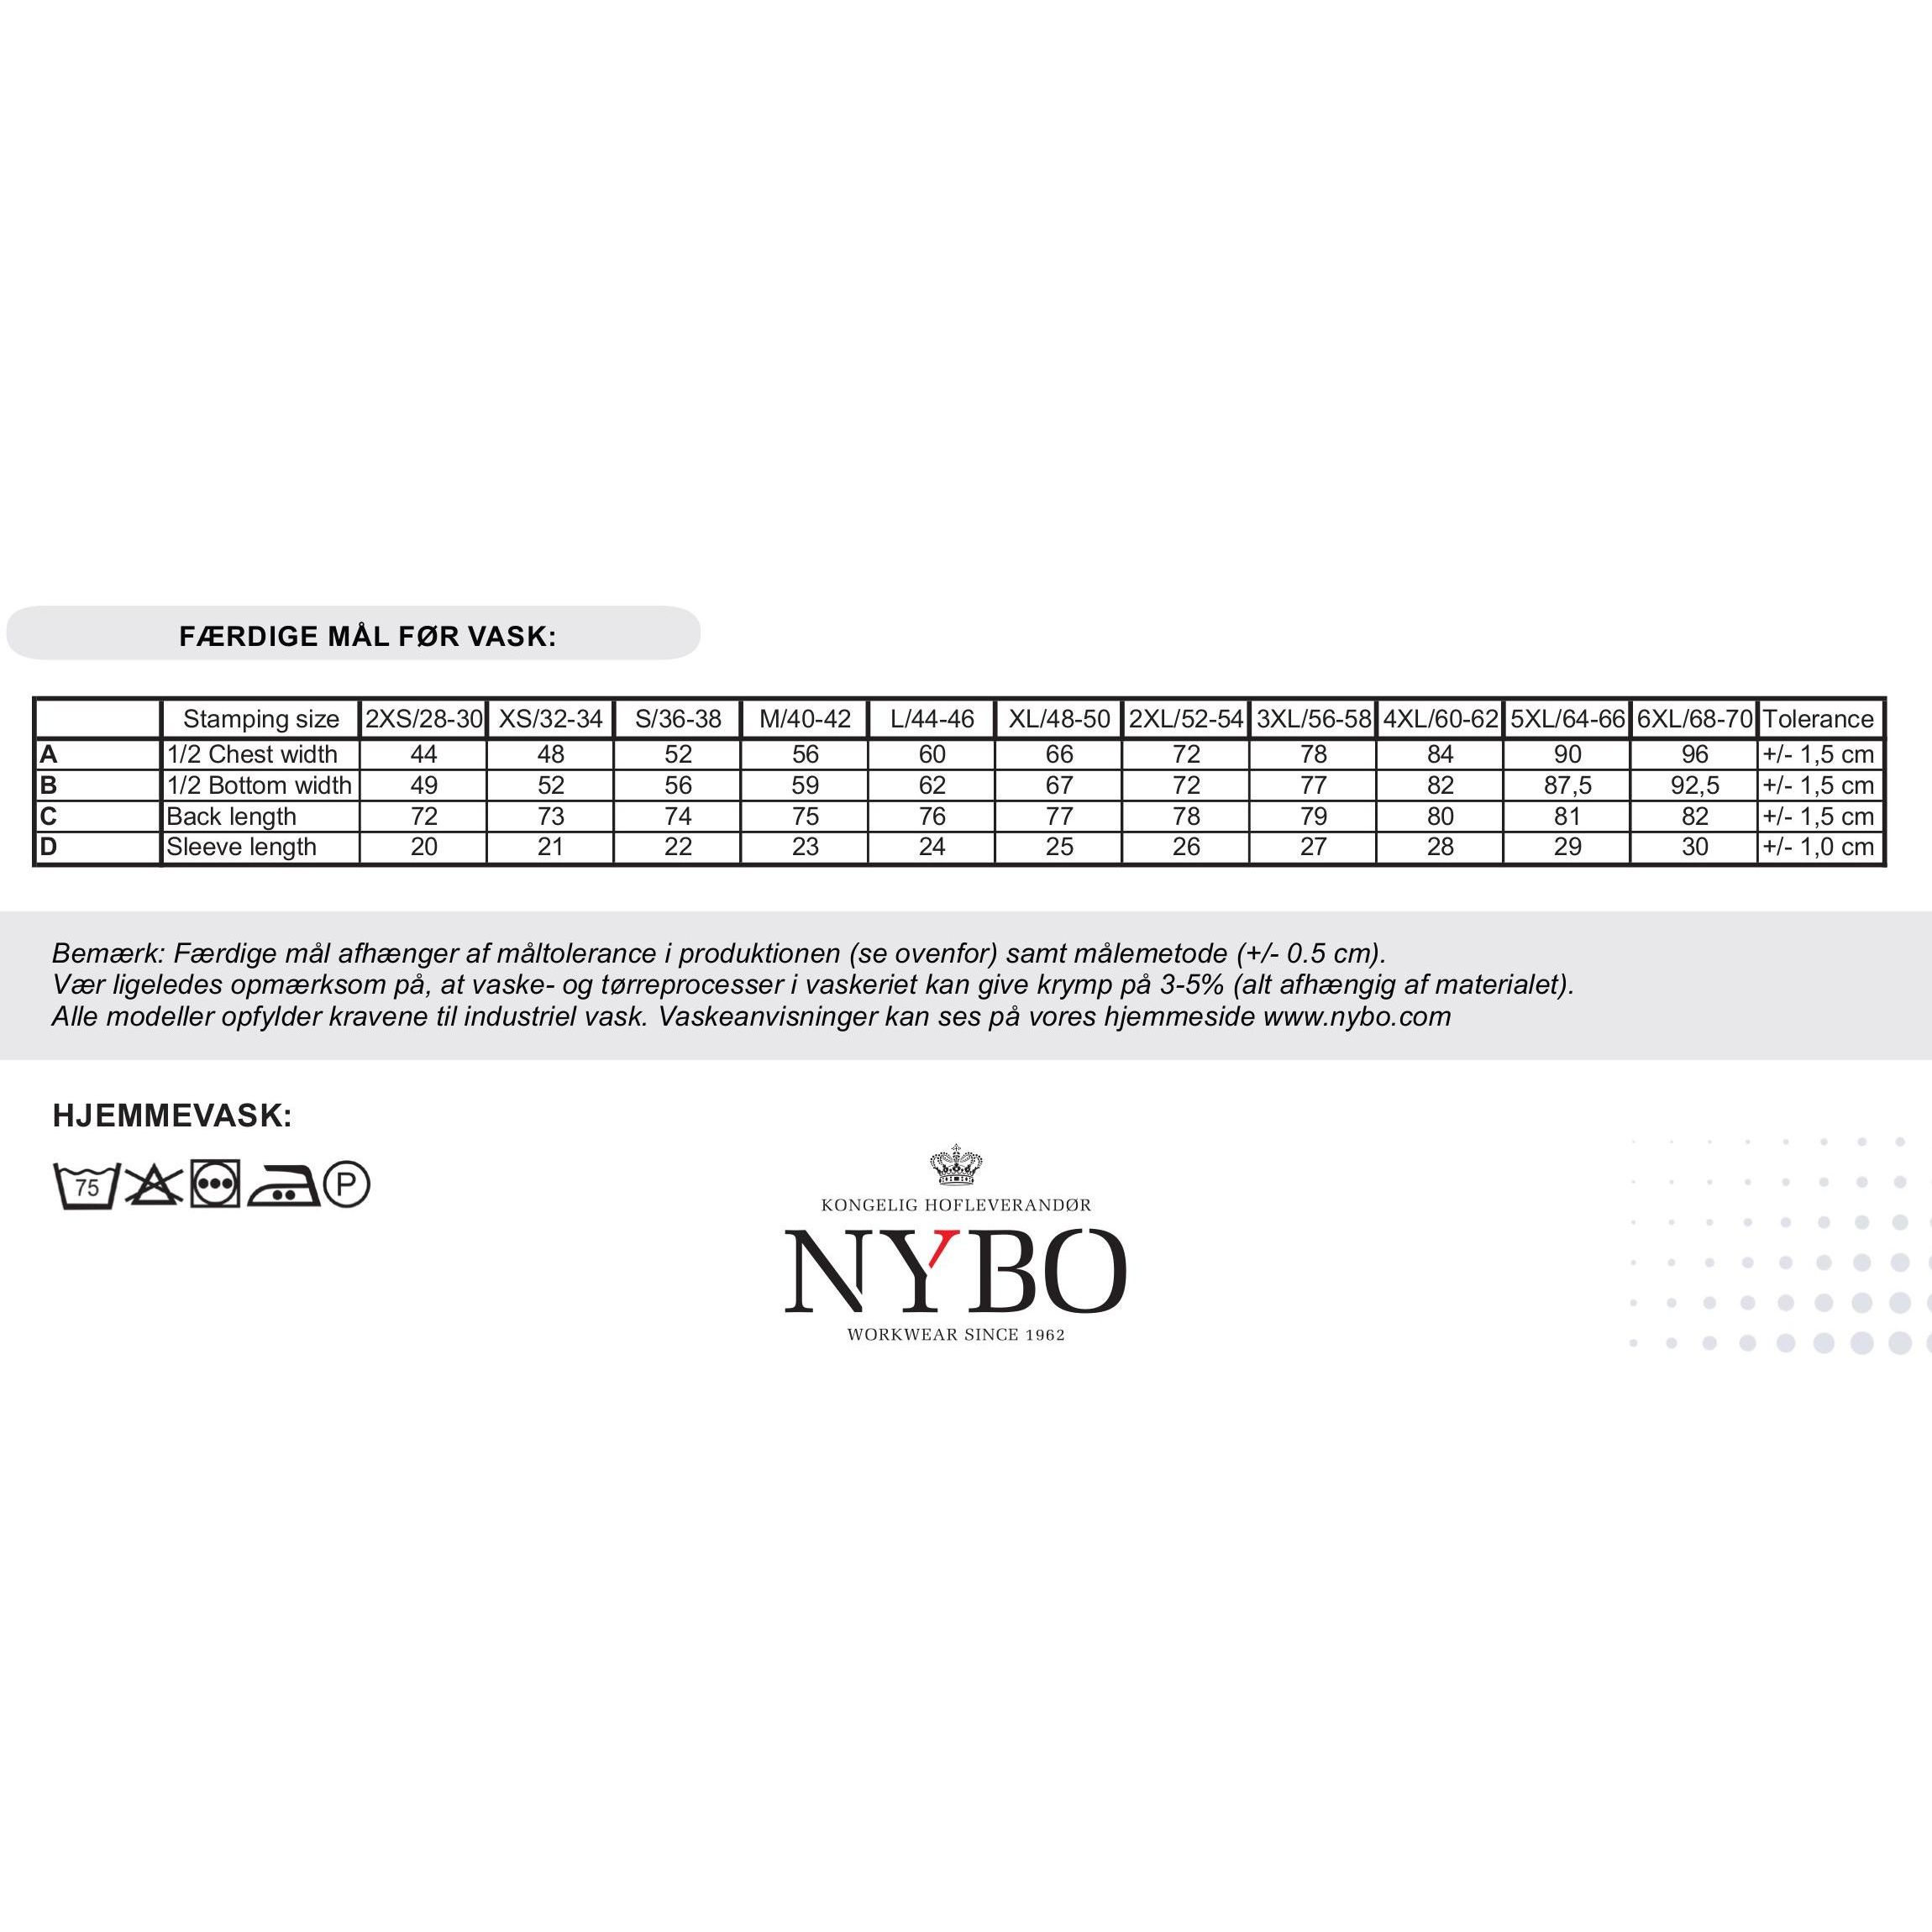 FÆRDIGE MÅL FØR VASK:
Stamping size 2XS/28-30 XS/32-34 S/36-38 M/40-42 L/44-46 XL/48-50 2XL/52-54 3XL/56-58 4XL/60-62 5XL/64-66 6XL/68-70 Tolerance
A 1/2 Chest width 44 48 52 56 60 66 72 78 84 90 96 +/- 1,5 cm
B 1/2 Bottom width 49 52 56 59 62 67 72 77 82 87,5 92,5 +/- 1,5 cm
C Back length 72 73 74 75 76 77 78 79 80 81 82 +/- 1,5 cm
D Sleeve length 20 21 22 23 24 25 26 27 28 29 30 +/- 1,0 cm
Bemærk: Færdige mål afhænger af måltolerance i produktionen (se ovenfor) samt målemetode (+/- 0.5 cm).
Vær ligeledes opmærksom på, at vaske- og tørreprocesser i vaskeriet kan give krymp på 3-5% (alt afhængig af materialet).
Alle modeller opfylder kravene til industriel vask. Vaskeanvisninger kan ses på vores hjemmeside www.nybo.com
HJEMMEVASK:
75 P
KONGELIG HOFLEVERANDØR
NYBO
WORKWEAR SINCE 1962